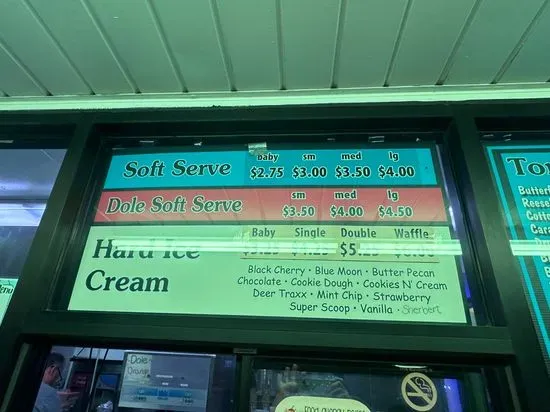 baby sm med lg
Soft Serve $2.75 $3.00 $3.50 $4.00
sm med lg
Dole Soft Serve $3.50 $4.00 $4.50
Baby Single Double Waffle
Hard Ice Cream
Black Cherry • Blue Moon • Butter Pecan
Chocolate • Cookie Dough • Cookies N' Cream
Deer Traxx • Mint Chip • Strawberry
Super Scoop • Vanilla • Sherbert
Dole
Orange